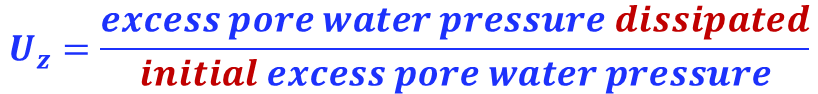 U_z = excess pore water pressure dissipated
initial excess pore water pressure